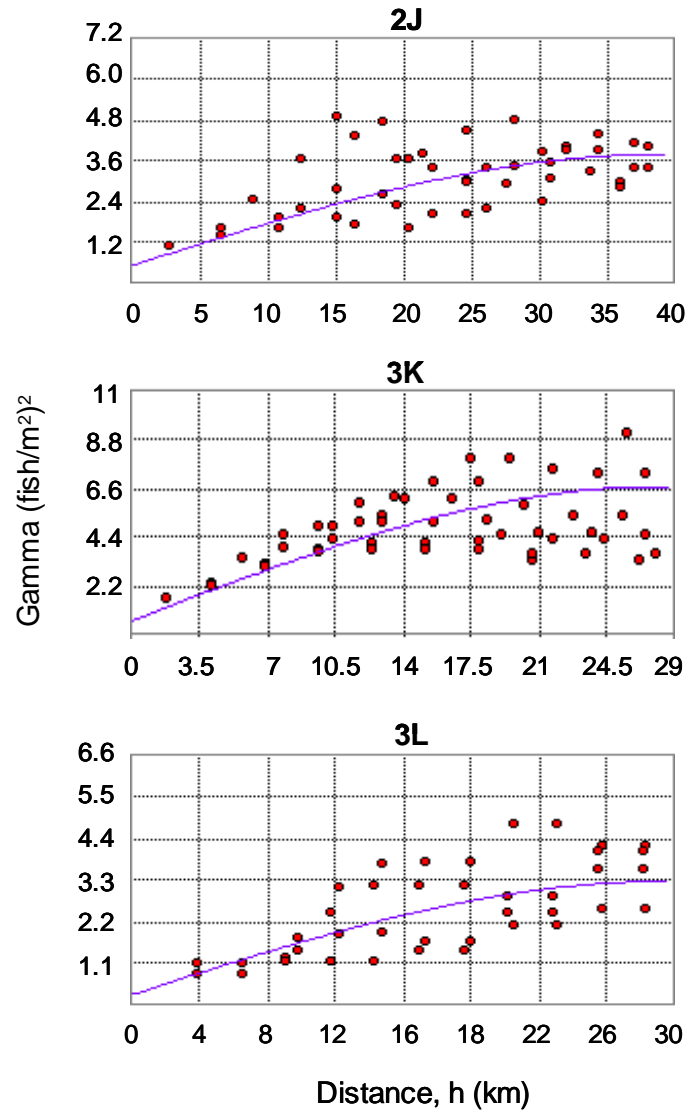 2J
7.2
6.0
4.8
3.6
2.4
1.2
0 5 10 15 20 25 30 35 40
3K
Gamma (fish/m²)²
11
8.8
6.6
4.4
2.2
0 3.5 7 10.5 14 17.5 21 24.5 29
3L
6.6
5.5
4.4
3.3
2.2
1.1
0 4 8 12 16 18 22 26 30
Distance, h (km)